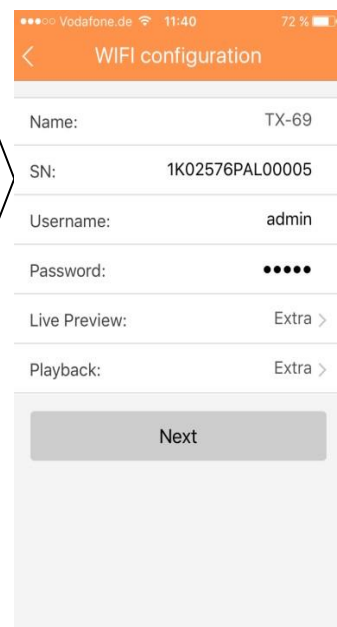 Vodafone.de 11:40 72 %
WIFI configuration
Name: TX-69
SN: 1K02576PAL00005
Username: admin
Password: •••••
Live Preview: Extra
Playback: Extra
Next